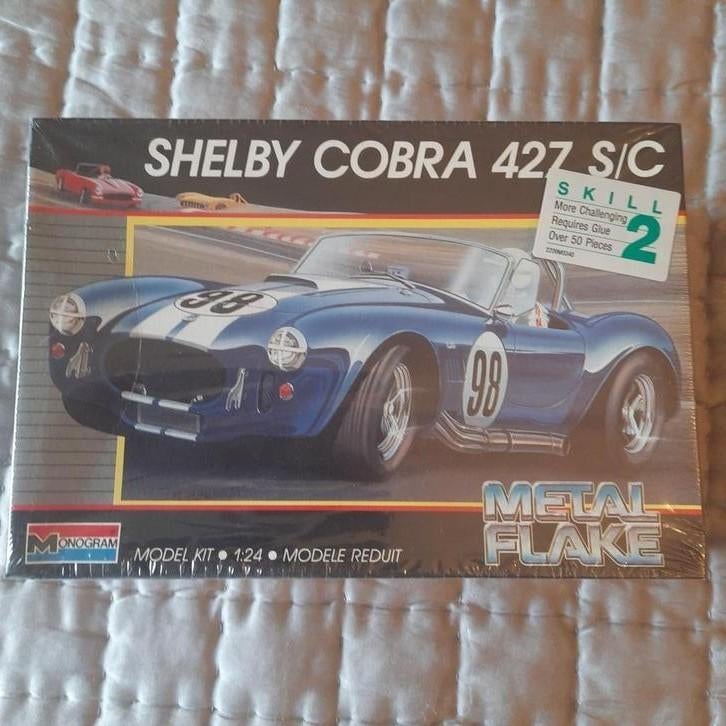 SHELBY COBRA 427 S/C
SKILL
More Challenging
Requires Glue
Over 50 Pieces
2
2200M0340
98
98
METAL
FLAKE
MONOGRAM
MODEL KIT • 1:24 • MODELE REDUIT